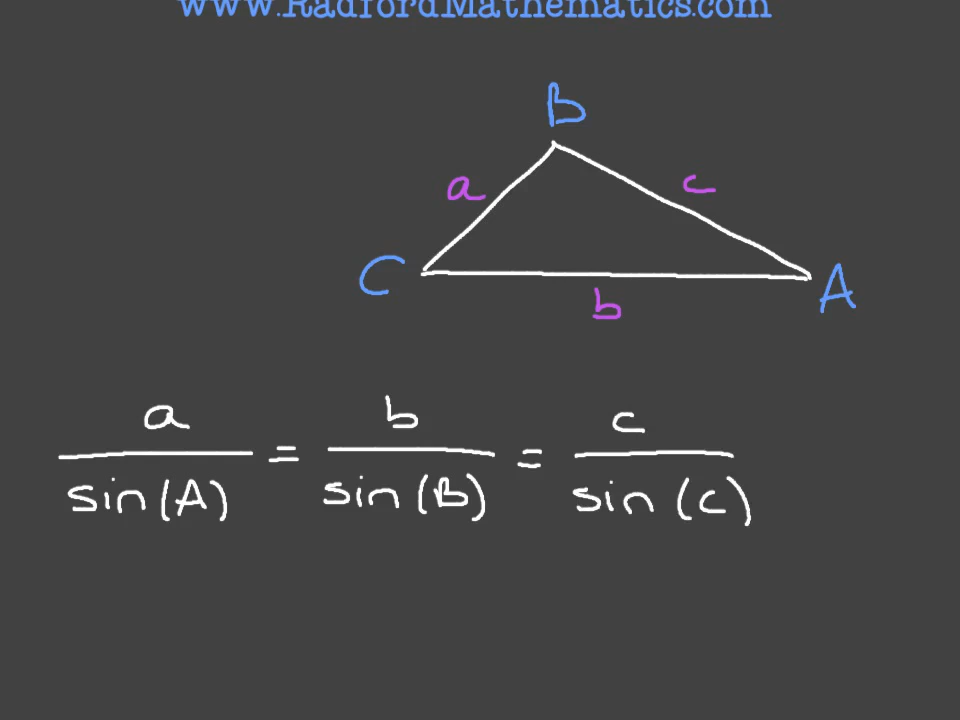 www.RadfordMathematics.com
B
a c
C A
b
a b c
= =
sin(A) sin(B) sin(C)